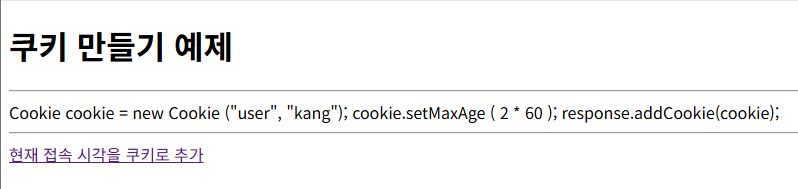 쿠키 만들기 예제
Cookie cookie = new Cookie ("user", "kang"); cookie.setMaxAge ( 2 * 60 ); response.addCookie(cookie);
현재 접속 시각을 쿠키로 추가